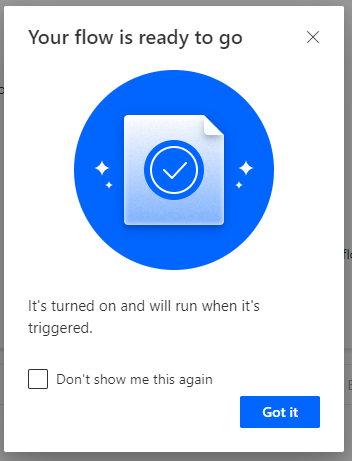 Your flow is ready to go
It's turned on and will run when it's
triggered.
Don't show me this again
Got it